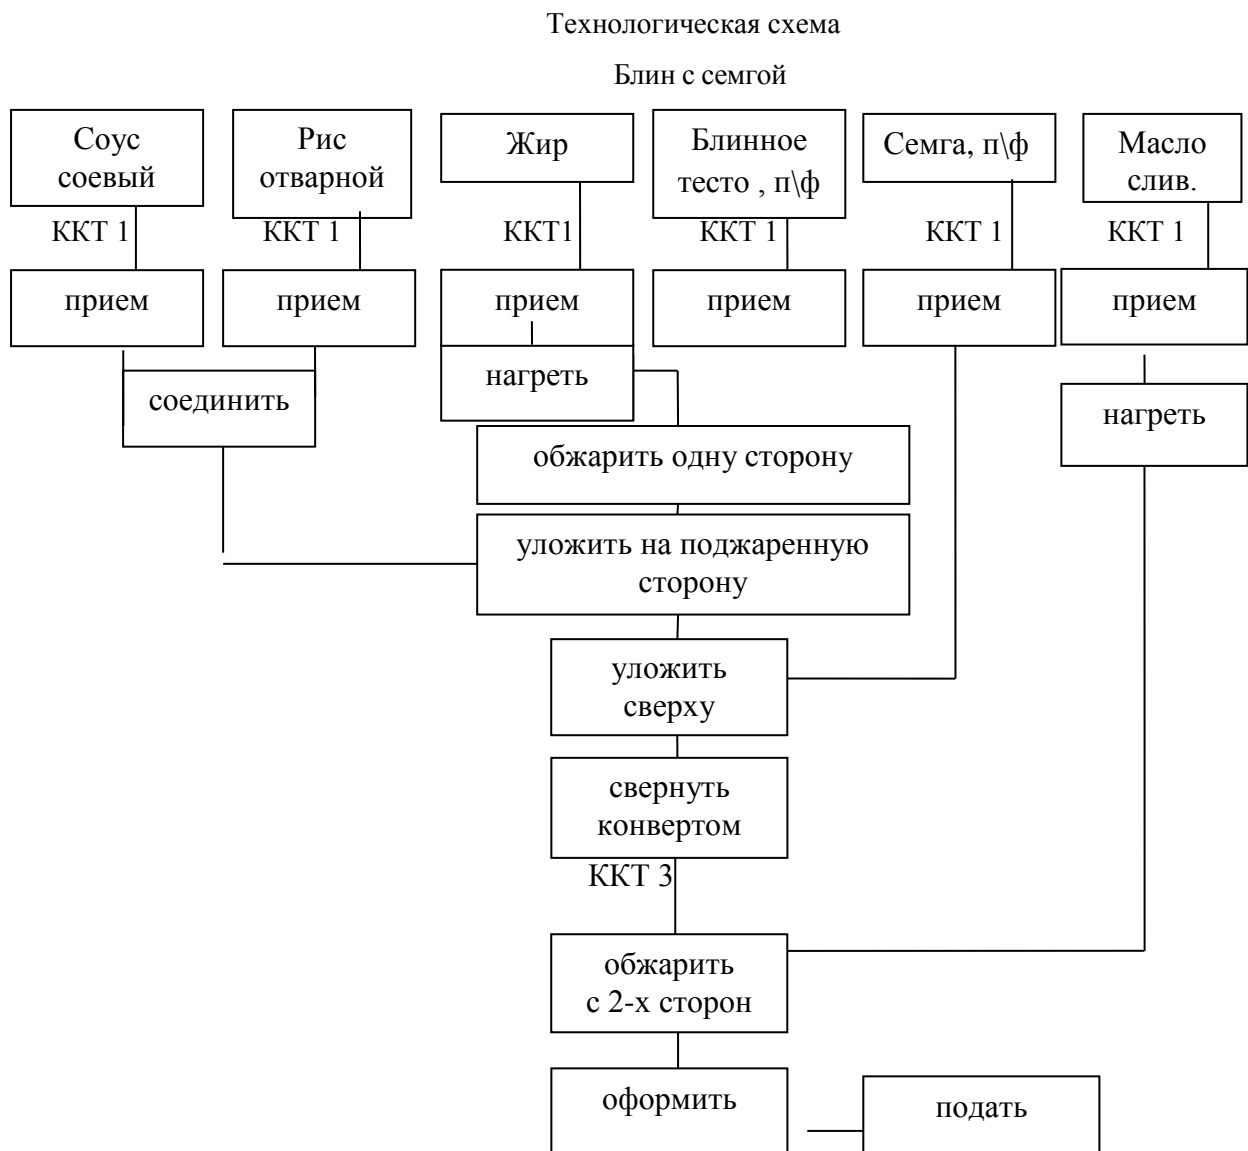 Технологическая схема
Блин с семгой
Соус
соевый
Рис
отварной
Жир
Блинное
тесто , п\ф
Семга, п\ф
Масло
слив.
ККТ 1
ККТ 1
ККТ1
ККТ 1
ККТ 1
ККТ 1
прием
прием
прием
прием
прием
прием
соединить
нагреть
нагреть
обжарить одну сторону
уложить на поджаренную
сторону
уложить
сверху
свернуть
конвертом
ККТ 3
обжарить
с 2-х сторон
оформить
подать